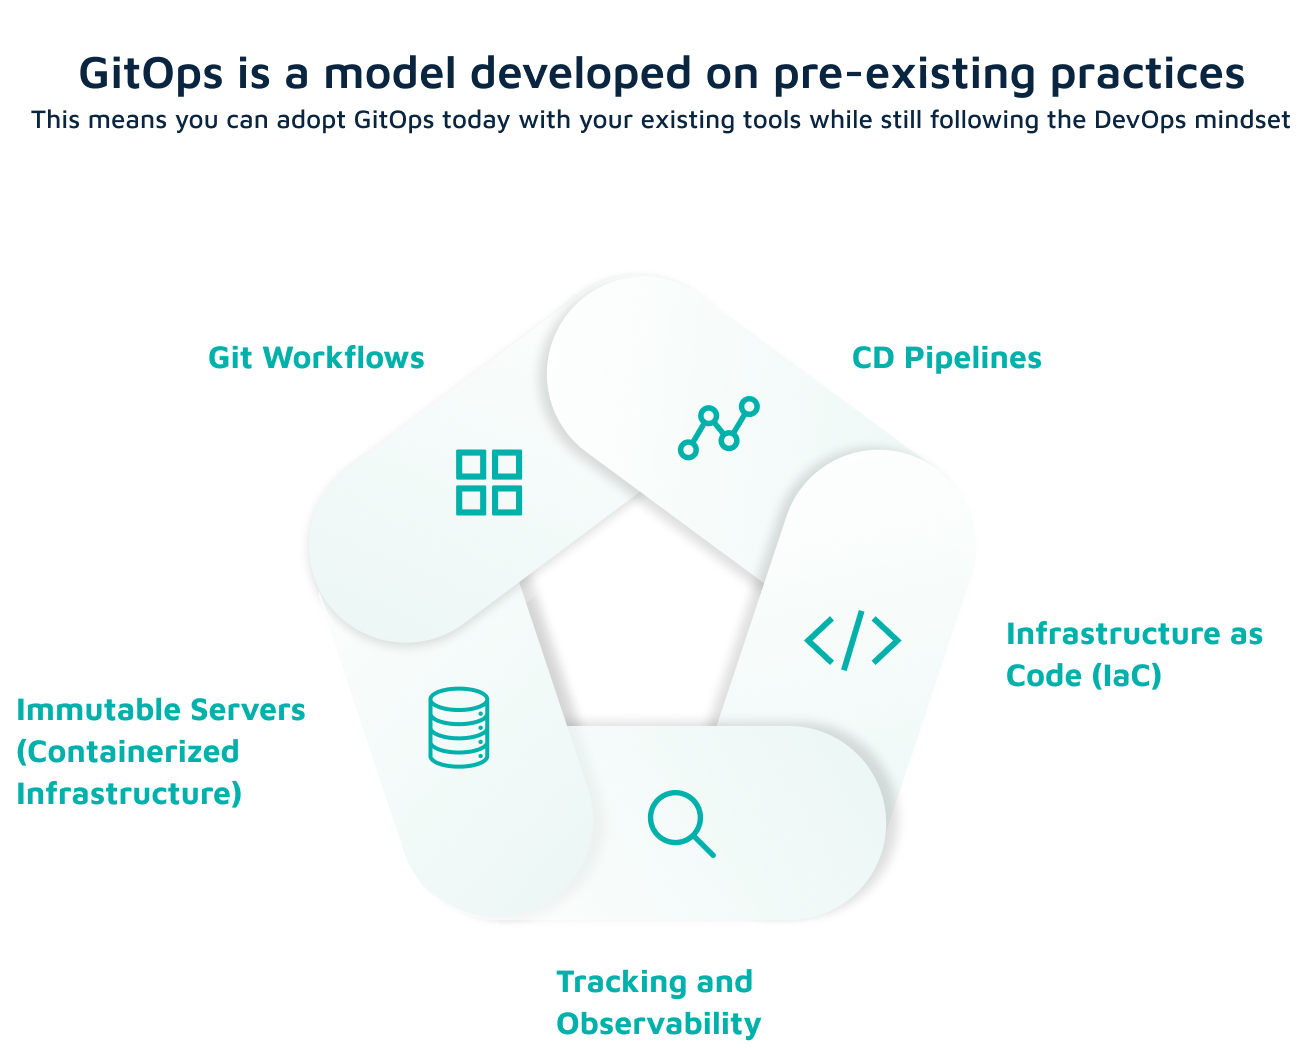 GitOps is a model developed on pre-existing practices
This means you can adopt GitOps today with your existing tools while still following the DevOps mindset
Git Workflows
CD Pipelines
Infrastructure as
Code (IaC)
Immutable Servers
(Containerized
Infrastructure)
Tracking and
Observability